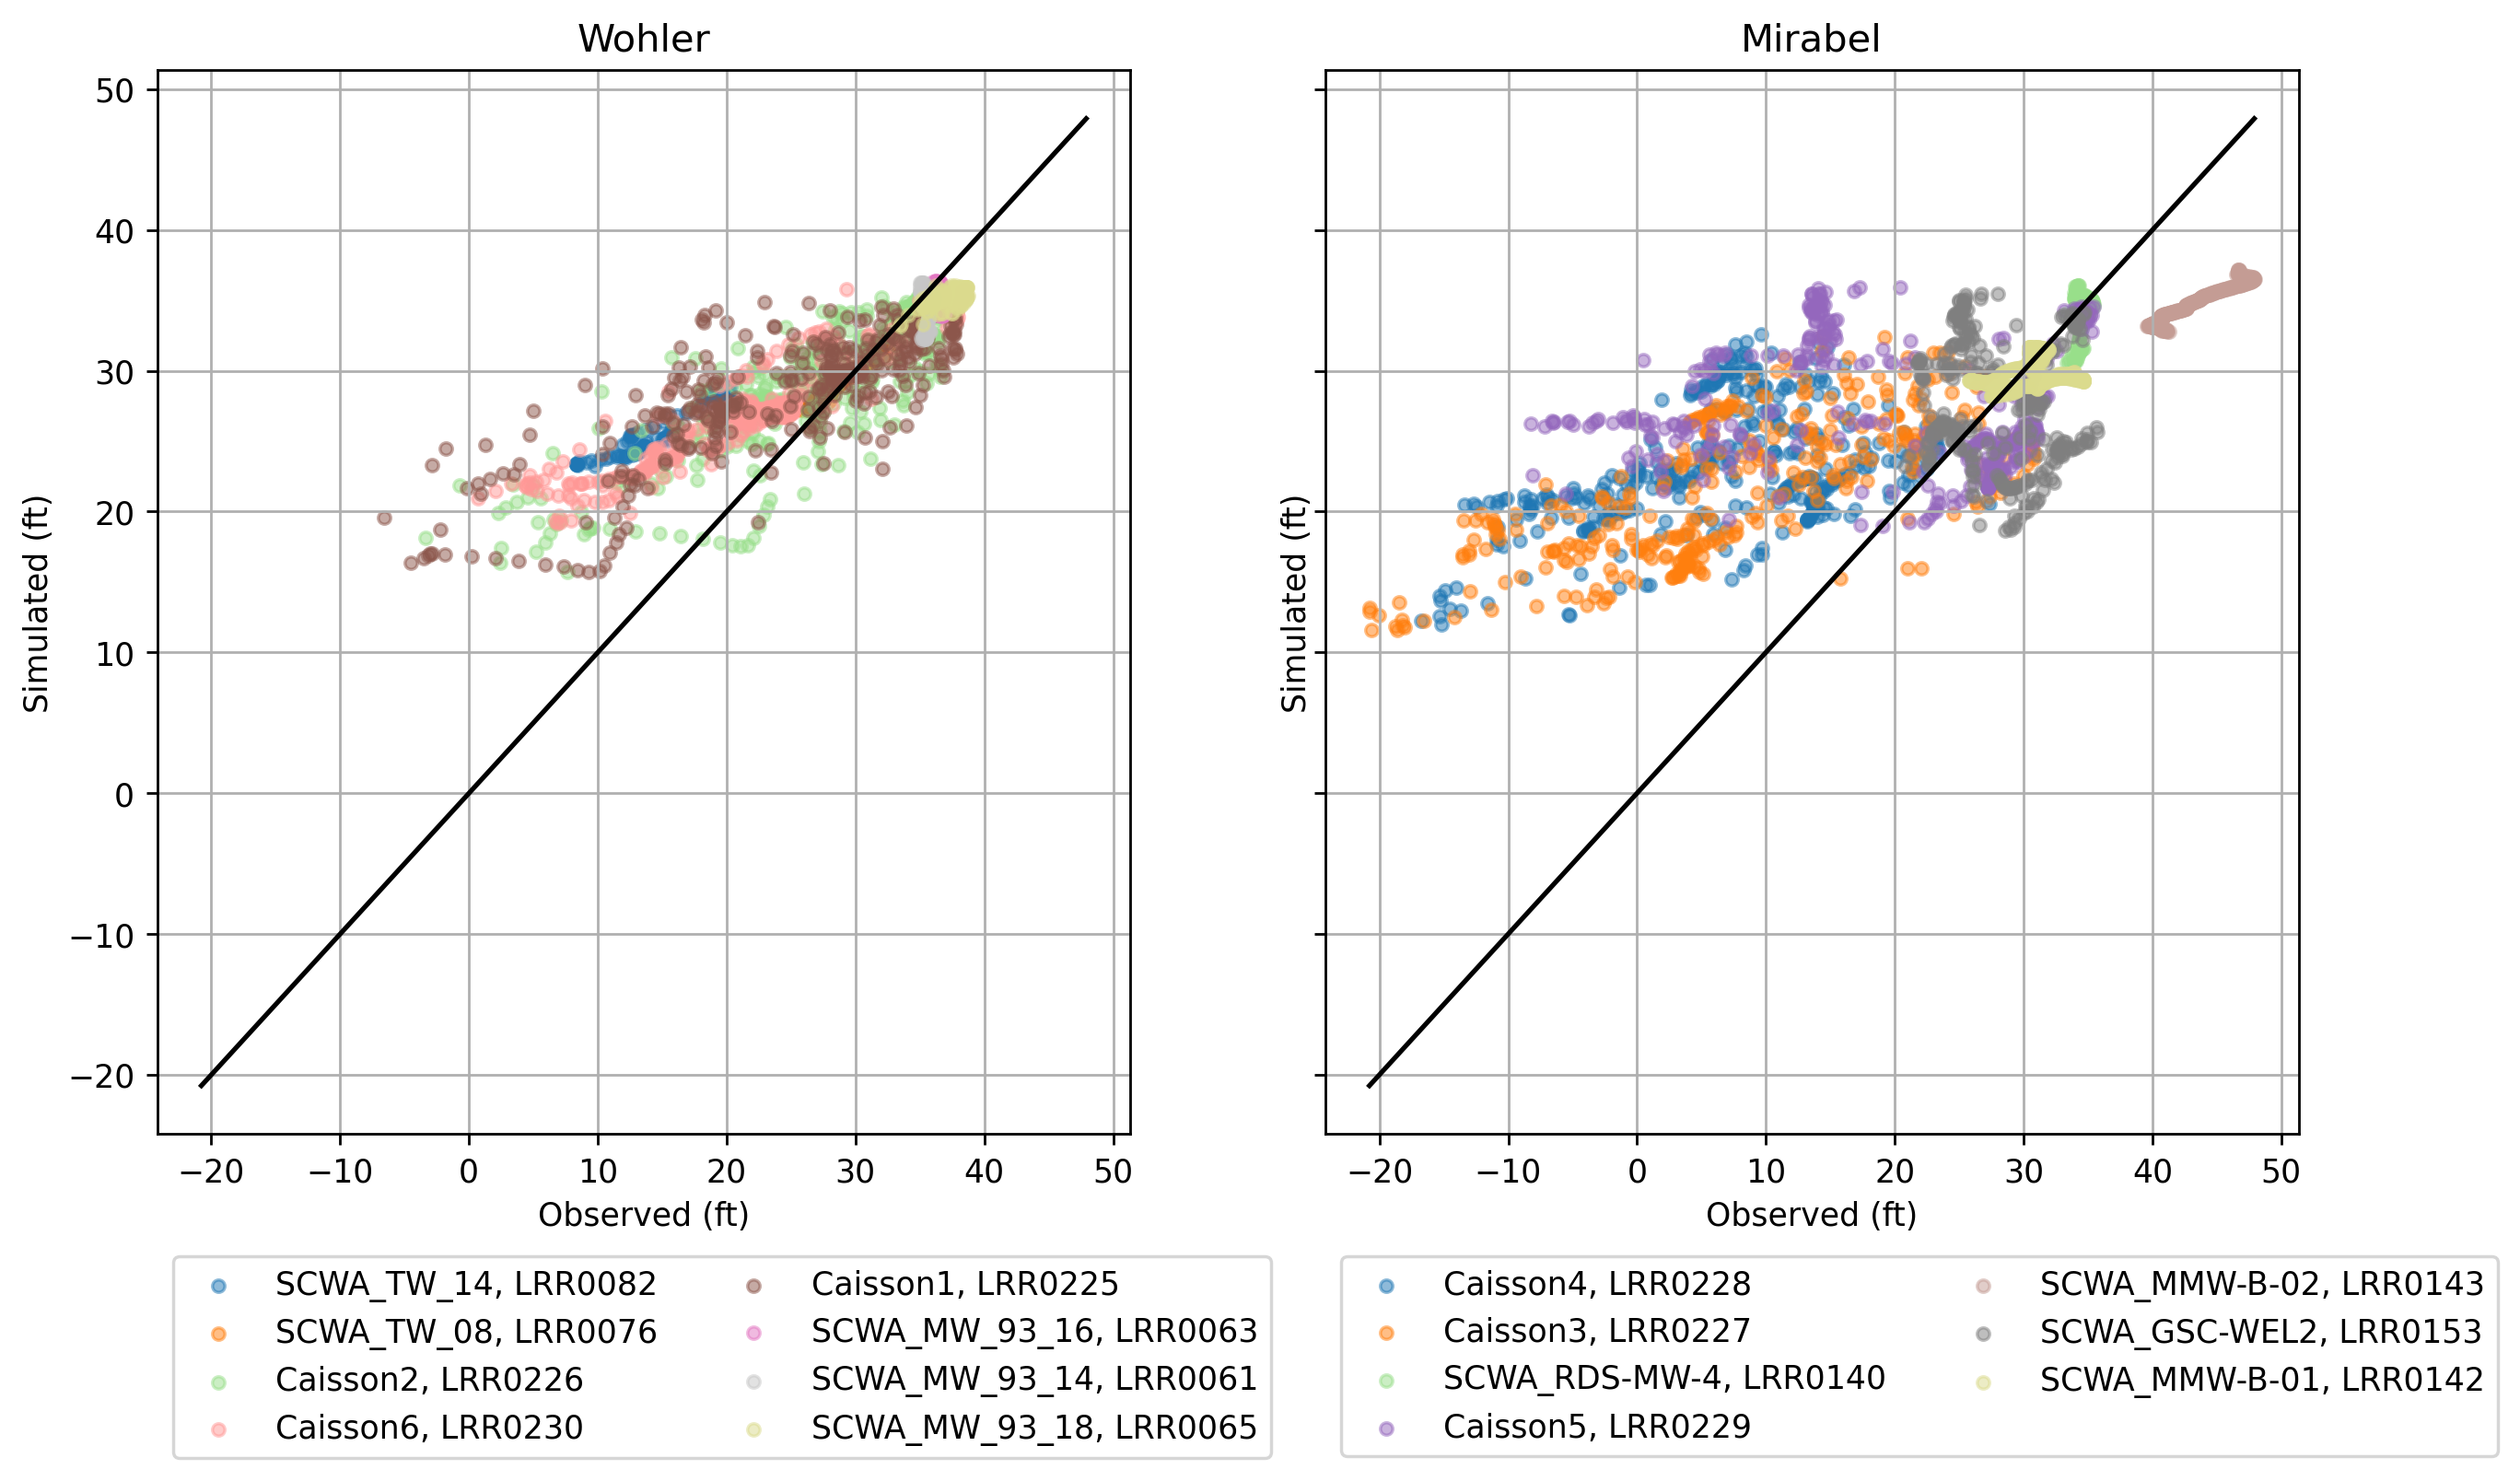 Wohler
Mirabel
50
40
30
20
10
0
−10
−20
Simulated (ft)
Simulated (ft)
−20 −10 0 10 20 30 40 50
−20 −10 0 10 20 30 40 50
Observed (ft)
Observed (ft)
SCWA_TW_14, LRR0082
SCWA_TW_08, LRR0076
Caisson2, LRR0226
Caisson6, LRR0230
Caisson1, LRR0225
SCWA_MW_93_16, LRR0063
SCWA_MW_93_14, LRR0061
SCWA_MW_93_18, LRR0065
Caisson4, LRR0228
Caisson3, LRR0227
SCWA_RDS-MW-4, LRR0140
Caisson5, LRR0229
SCWA_MMW-B-02, LRR0143
SCWA_GSC-WEL2, LRR0153
SCWA_MMW-B-01, LRR0142